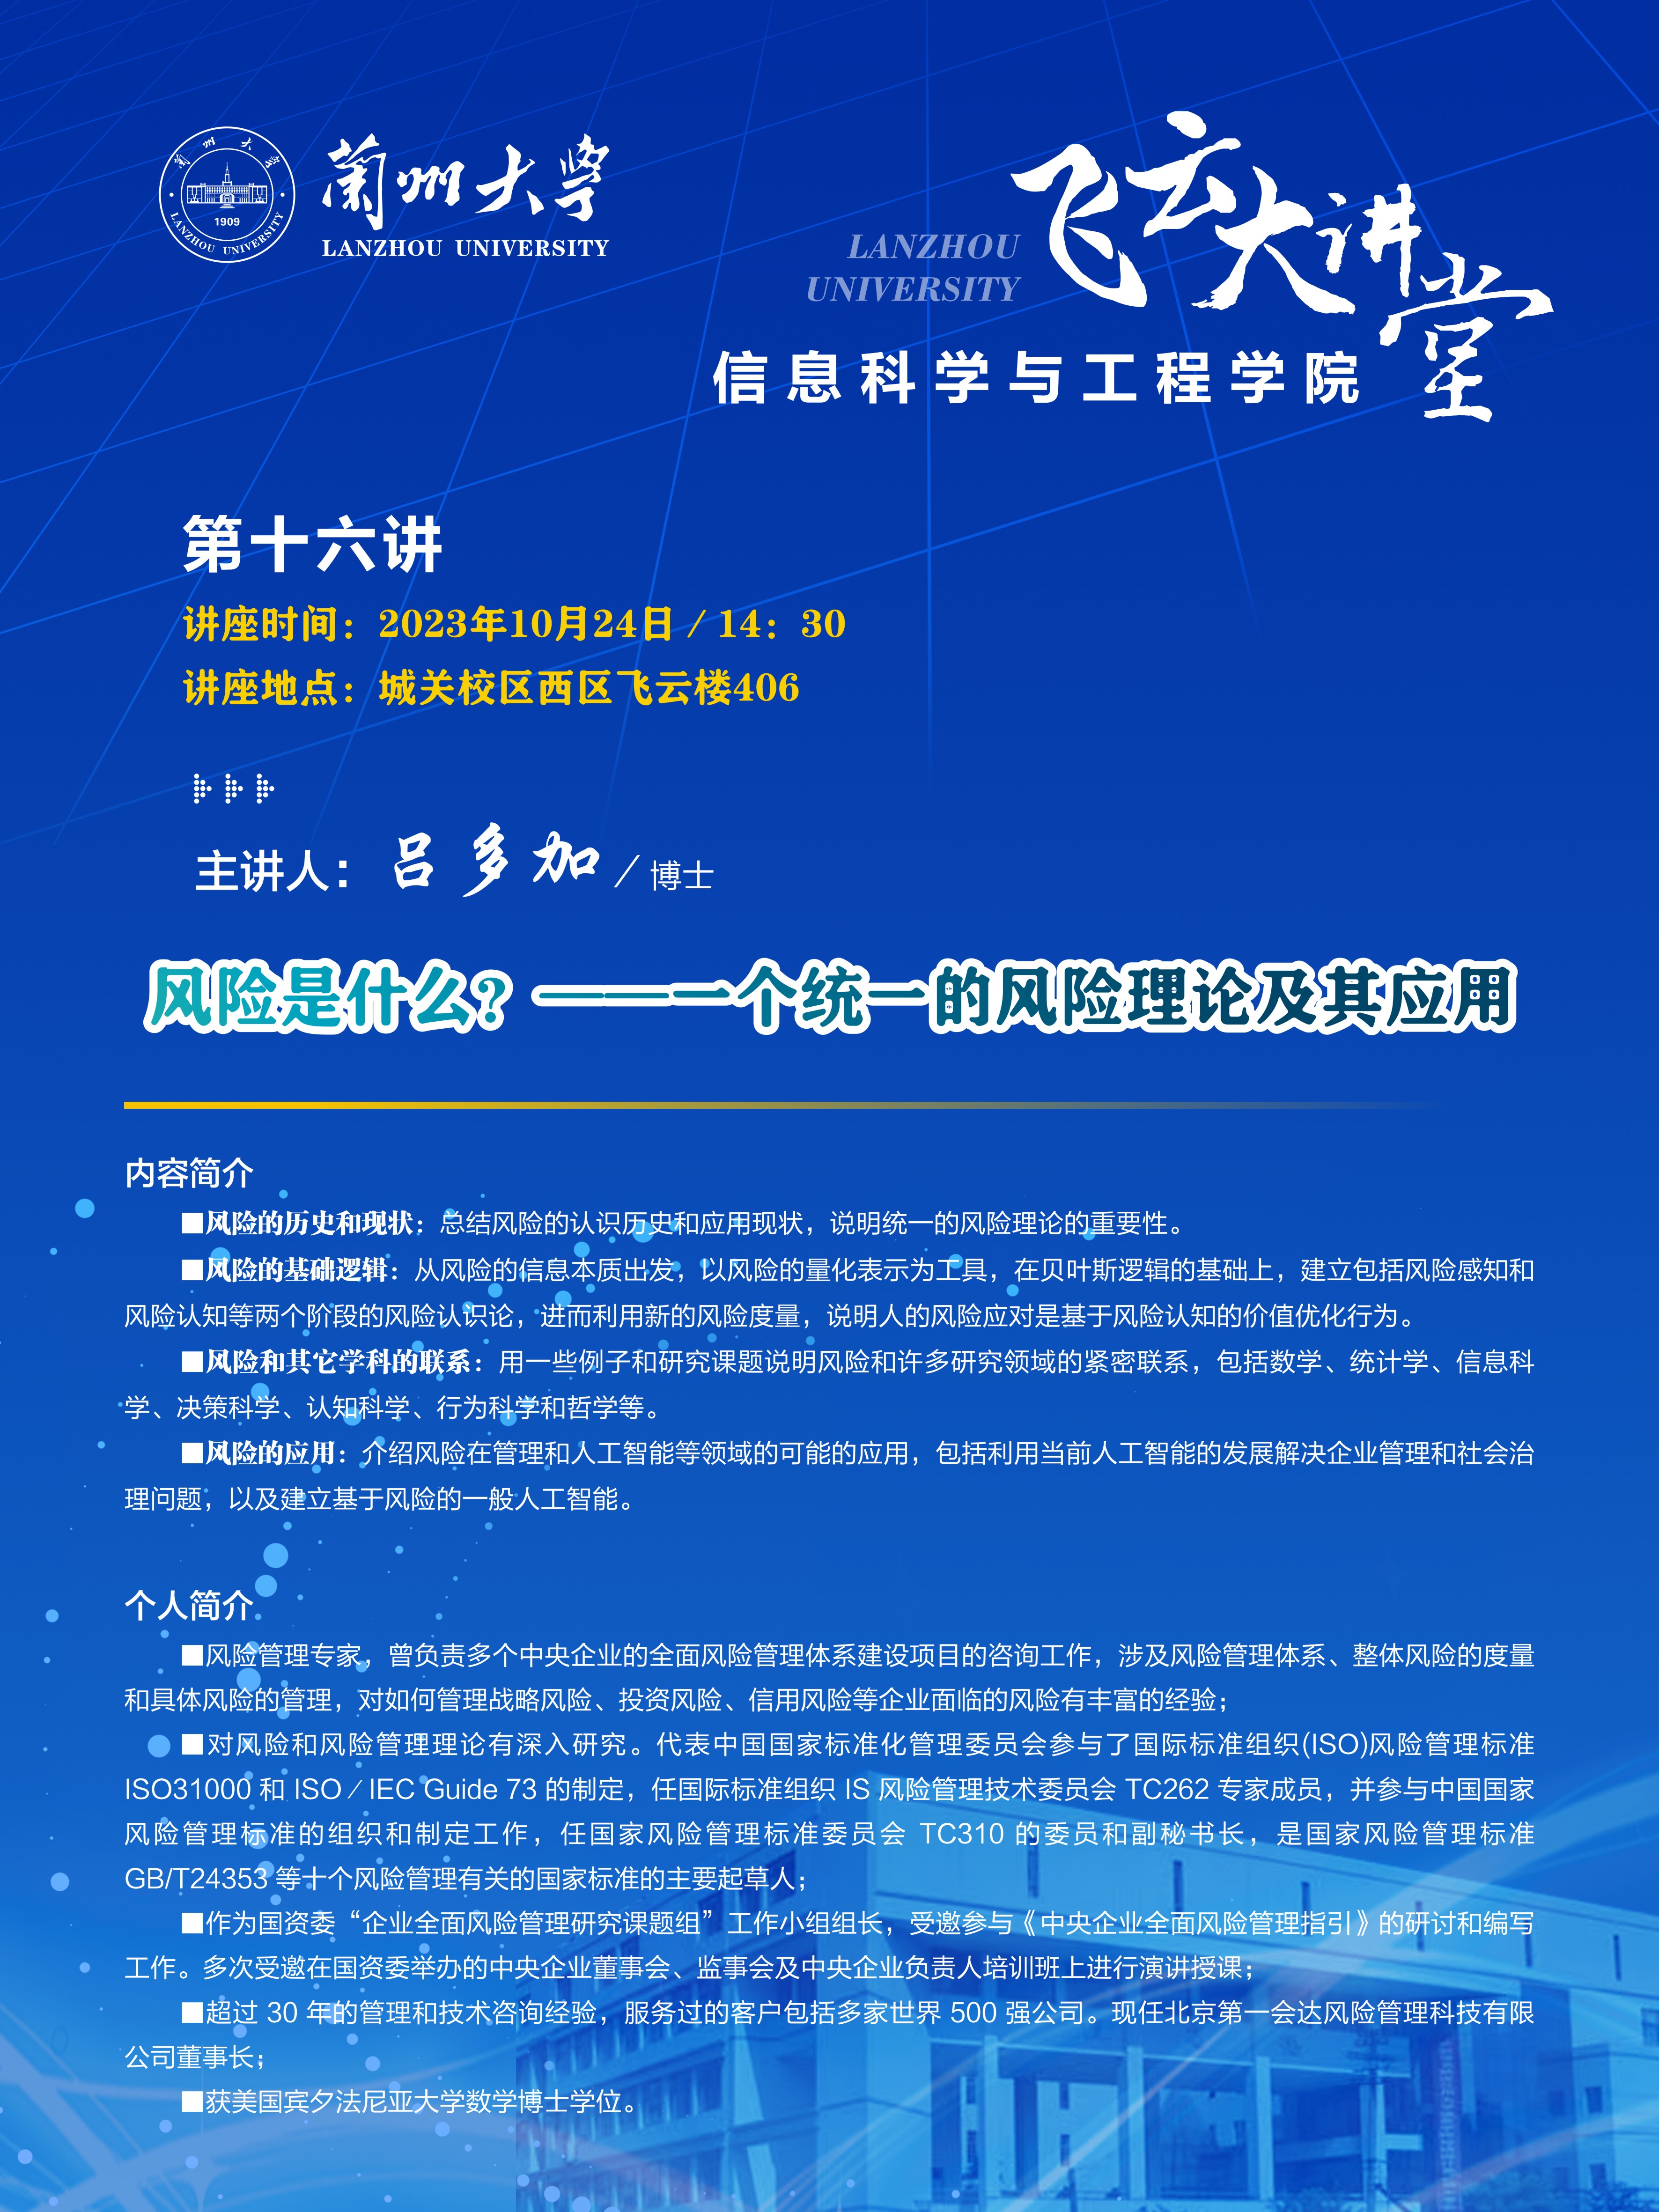 蘭州大學
LANZHOU UNIVERSITY
1909
蘭州大學
LANZHOU UNIVERSITY
飞云大讲堂
LANZHOU
UNIVERSITY
信息科学与工程学院
第十六讲
讲座时间：2023年10月24日／14：30
讲座地点：城关校区西区飞云楼406
主讲人：吕多加／博士
风险是什么？——一个统一的风险理论及其应用
内容简介
■风险的历史和现状：总结风险的认识历史和应用现状，说明统一的风险理论的重要性。
■风险的基础逻辑：从风险的信息本质出发，以风险的量化表示为工具，在贝叶斯逻辑的基础上，建立包括风险感知和
风险认知等两个阶段的风险认识论，进而利用新的风险度量，说明人的风险应对是基于风险认知的价值优化行为。
■风险和其它学科的联系：用一些例子和研究课题说明风险和许多研究领域的紧密联系，包括数学、统计学、信息科
学、决策科学、认知科学、行为科学和哲学等。
■风险的应用：介绍风险在管理和人工智能等领域的可能的应用，包括利用当前人工智能的发展解决企业管理和社会治
理问题，以及建立基于风险的一般人工智能。
个人简介
■风险管理专家，曾负责多个中央企业的全面风险管理体系建设项目的咨询工作，涉及风险管理体系、整体风险的度量
和具体风险的管理，对如何管理战略风险、投资风险、信用风险等企业面临的风险有丰富的经验；
■对风险和风险管理理论有深入研究。代表中国国家标准化管理委员会参与了国际标准组织(ISO)风险管理标准
ISO31000 和 ISO／IEC Guide 73 的制定，任国际标准组织 IS 风险管理技术委员会 TC262 专家成员，并参与中国国家
风险管理标准的组织和制定工作，任国家风险管理标准委员会 TC310 的委员和副秘书长，是国家风险管理标准
GB/T24353 等十个风险管理有关的国家标准的主要起草人；
■作为国资委“企业全面风险管理研究课题组”工作小组组长，受邀参与《中央企业全面风险管理指引》的研讨和编写
工作。多次受邀在国资委举办的中央企业董事会、监事会及中央企业负责人培训班上进行演讲授课；
■超过 30 年的管理和技术咨询经验，服务过的客户包括多家世界 500 强公司。现任北京第一会达风险管理科技有限
公司董事长；
■获美国宾夕法尼亚大学数学博士学位。